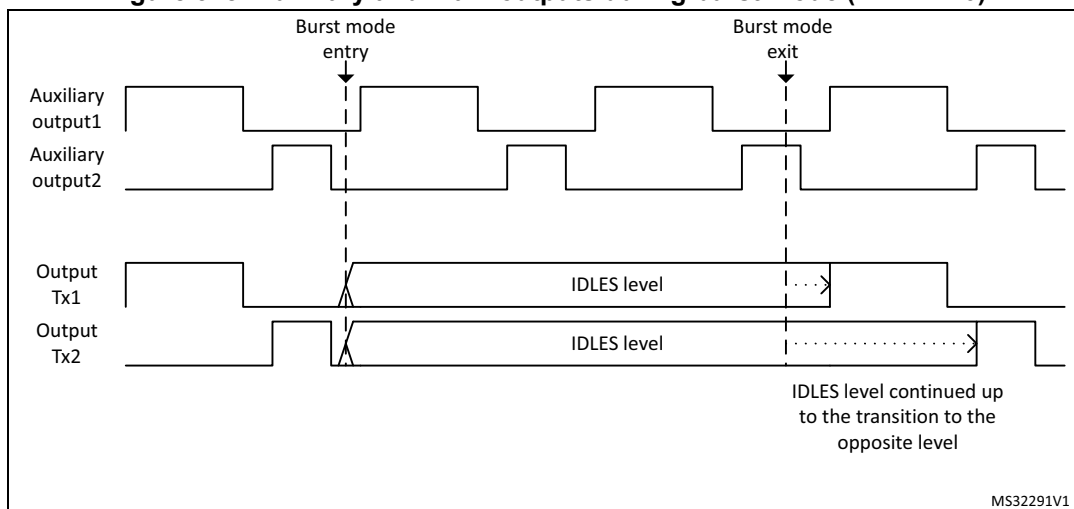 Burst mode
entry
Burst mode
exit
Auxiliary
output1
Auxiliary
output2
Output
Tx1
IDLES level
Output
Tx2
IDLES level
IDLES level continued up
to the transition to the
opposite level
MS32291V1